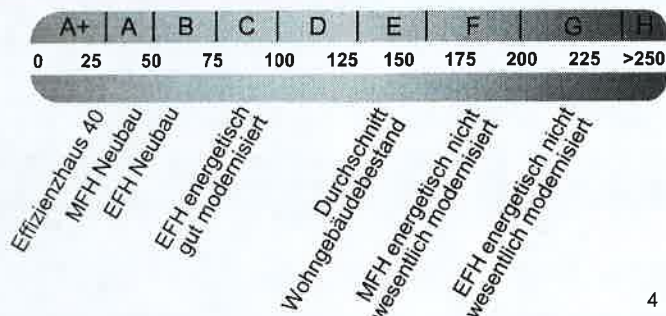 A+ A B C D E F G H
0 25 50 75 100 125 150 175 200 225 >250
Effizienzhaus 40
MFH Neubau
EFH Neubau
EFH energetisch
gut modernisiert
Durchschnitt
Wohngebäudebestand
MFH energetisch nicht
wesentlich modernisiert
EFH energetisch nicht
wesentlich modernisiert
4